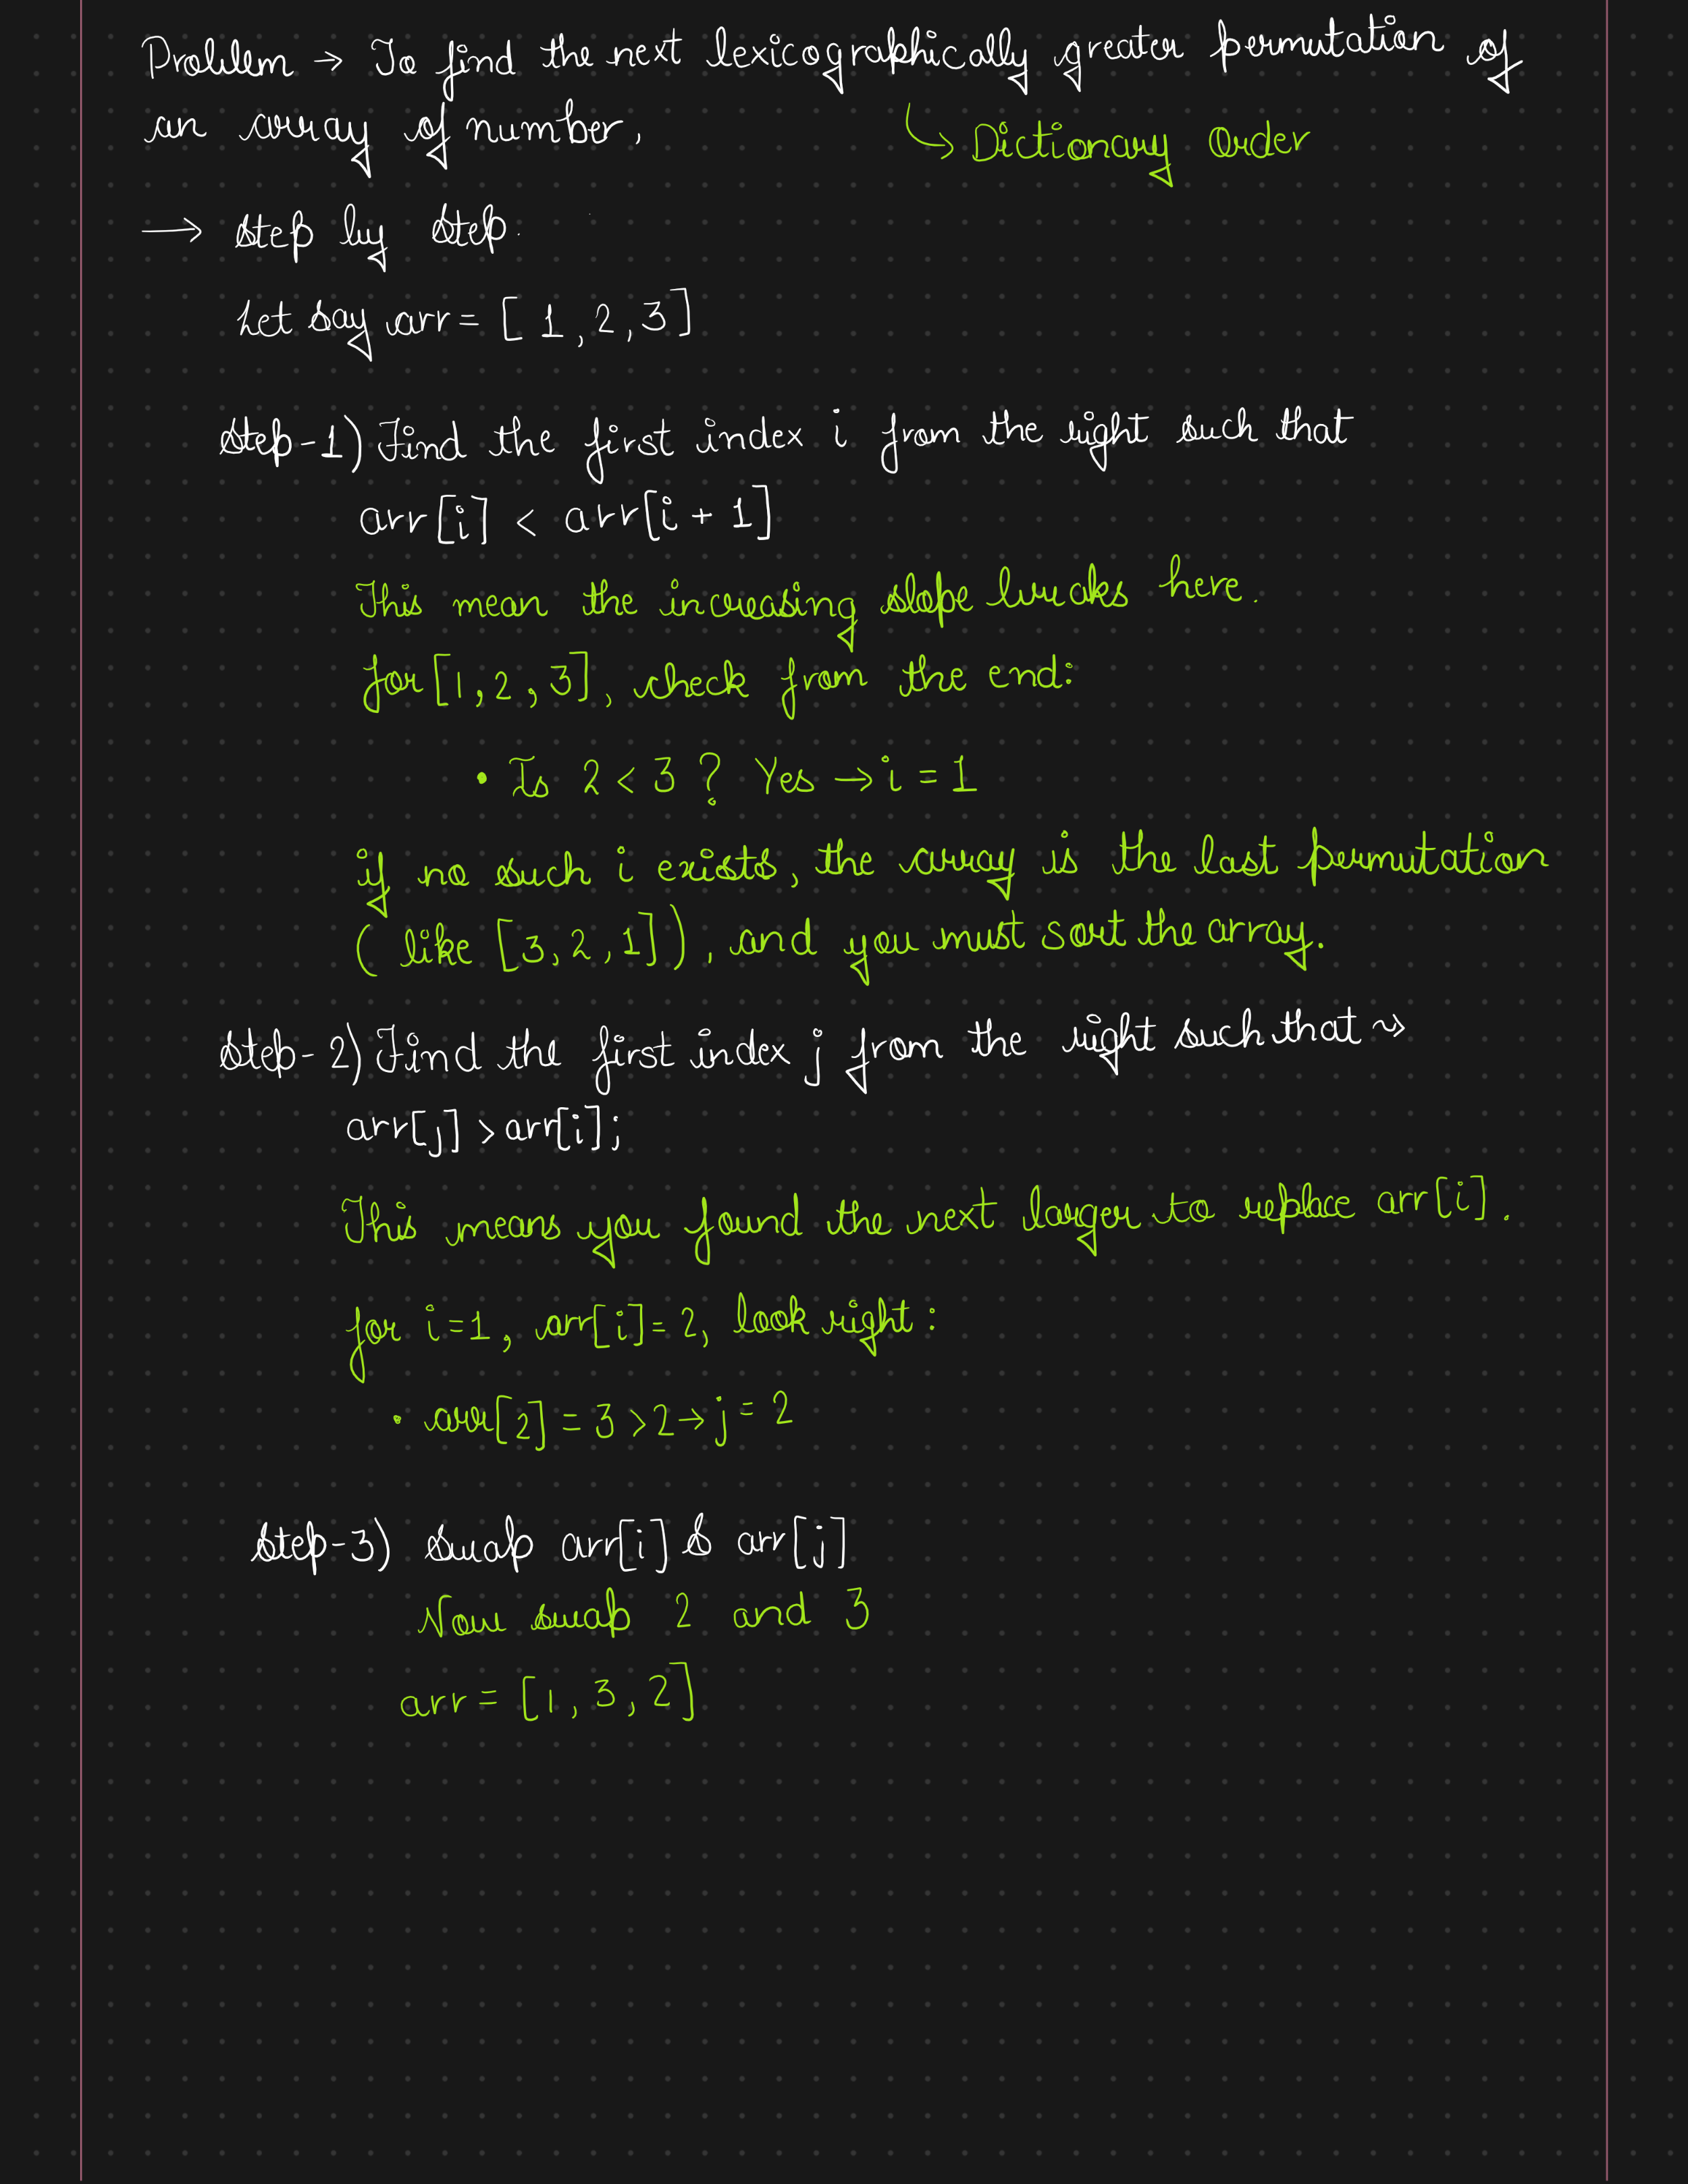 Problem → To find the next lexicographically greater permutation of
an array of number,
↳ Dictionary Order
→ Step by Step.
Let say arr = [ 1, 2, 3]
Step-1) Find the first index i from the right such that
arr[i] < arr[i + 1]
This mean the increasing slope breaks here.
for [1, 2, 3], check from the end:
• Is 2 < 3 ? Yes → i = 1
if no such i exists, the array is the last permutation
( like [3, 2, 1]), and you must sort the array.
Step-2) Find the first index j from the right such that ⤳
arr[j] > arr[i];
This means you found the next larger to replace arr[i].
for i=1, arr[i]= 2, look right:
• arr[2] = 3 > 2 → j = 2
Step-3) Swap arr[i] & arr[j]
Now swap 2 and 3
arr = [1, 3, 2]